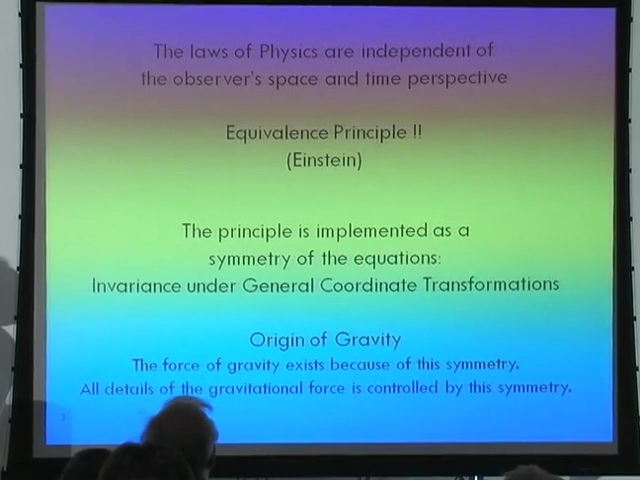 The laws of Physics are independent of
the observer's space and time perspective
Equivalence Principle !!
(Einstein)
The principle is implemented as a
symmetry of the equations:
Invariance under General Coordinate Transformations
Origin of Gravity
The force of gravity exists because of this symmetry.
All details of the gravitational force is controlled by this symmetry.
3